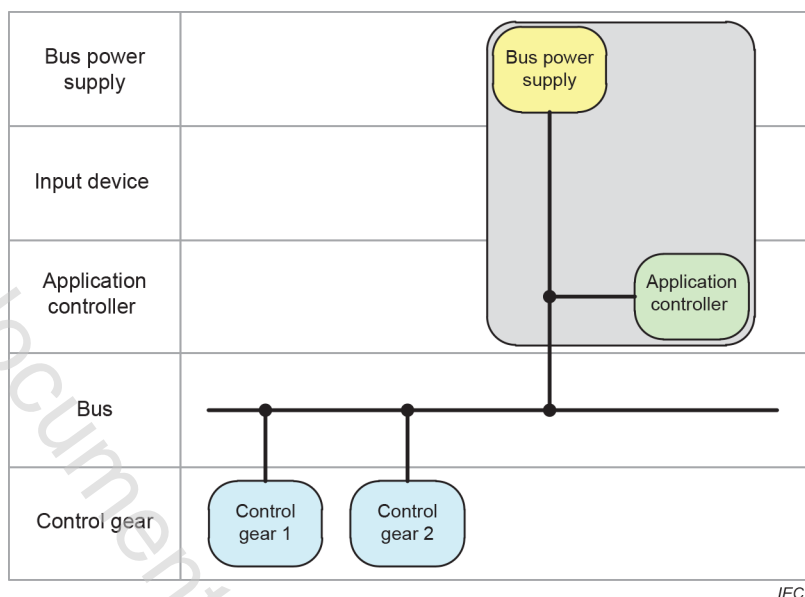 Bus power
supply
Bus power
supply
Input device
Application
controller
Application
controller
Bus
Control gear
Control
gear 1
Control
gear 2
IEC